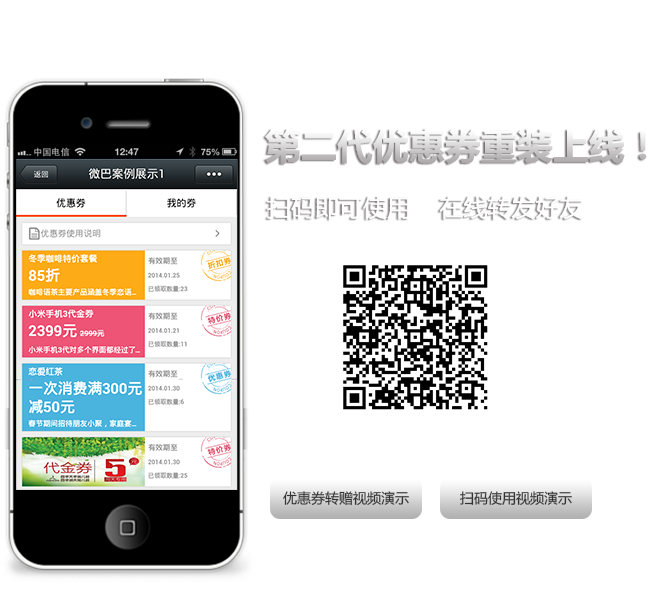 第二代优惠券重装上线！
扫码即可使用 在线转发好友
中国电信 12:47 75%
返回 微巴案例展示1
优惠券 我的券
优惠券使用说明
冬季咖啡特价套餐
85折
咖啡语茶主要产品涵盖冬季恋语...
有效期至
2014.01.25
已领取数量:23
折扣券
小米手机3代金券
2399元 2999元
小米手机3代对多个界面都经过了...
有效期至
2014.01.21
已领取数量:11
特价券
恋爱红茶
一次消费满300元
减50元
春节期间招待朋友小聚，家庭宴...
有效期至
2014.01.30
已领取数量:6
优惠券
代金券 5元
有效期至
2014.01.30
已领取数量:25
特价券
优惠券转赠视频演示 扫码使用视频演示